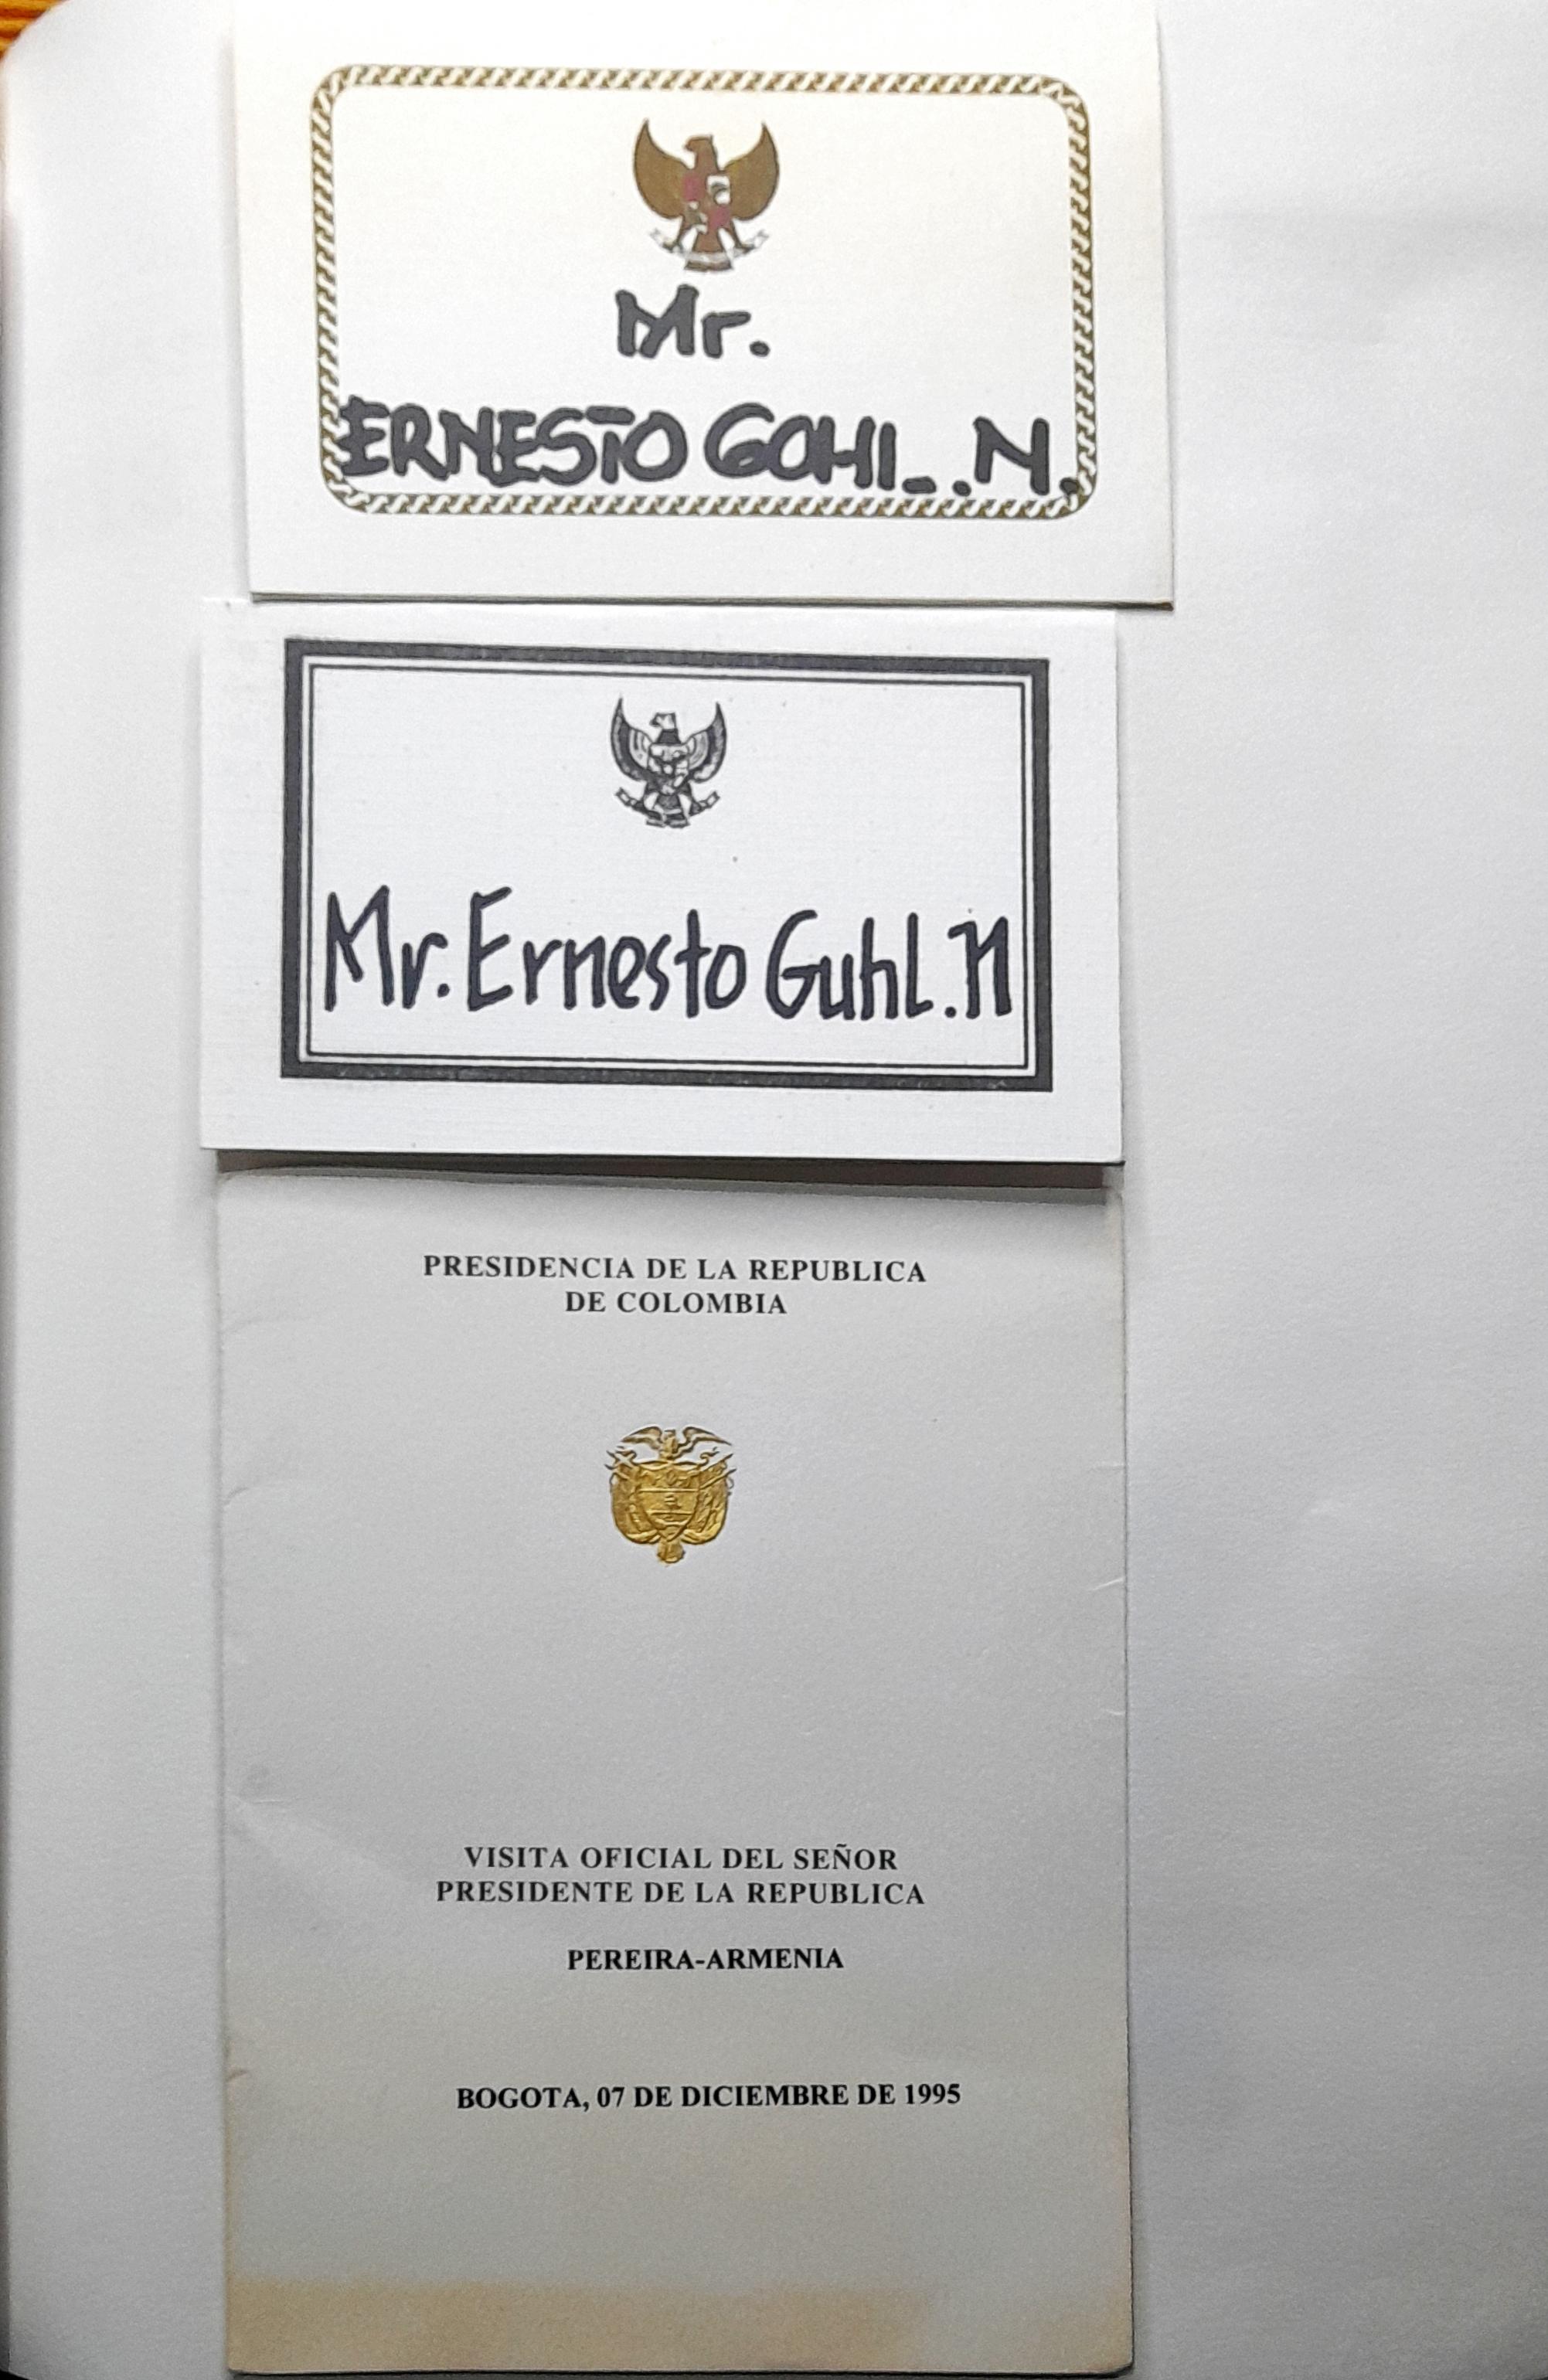 Mr.
ERNESTO GOHL.N.
Mr. Ernesto Guhl.N
PRESIDENCIA DE LA REPUBLICA
DE COLOMBIA
VISITA OFICIAL DEL SEÑOR
PRESIDENTE DE LA REPUBLICA
PEREIRA-ARMENIA
BOGOTA, 07 DE DICIEMBRE DE 1995